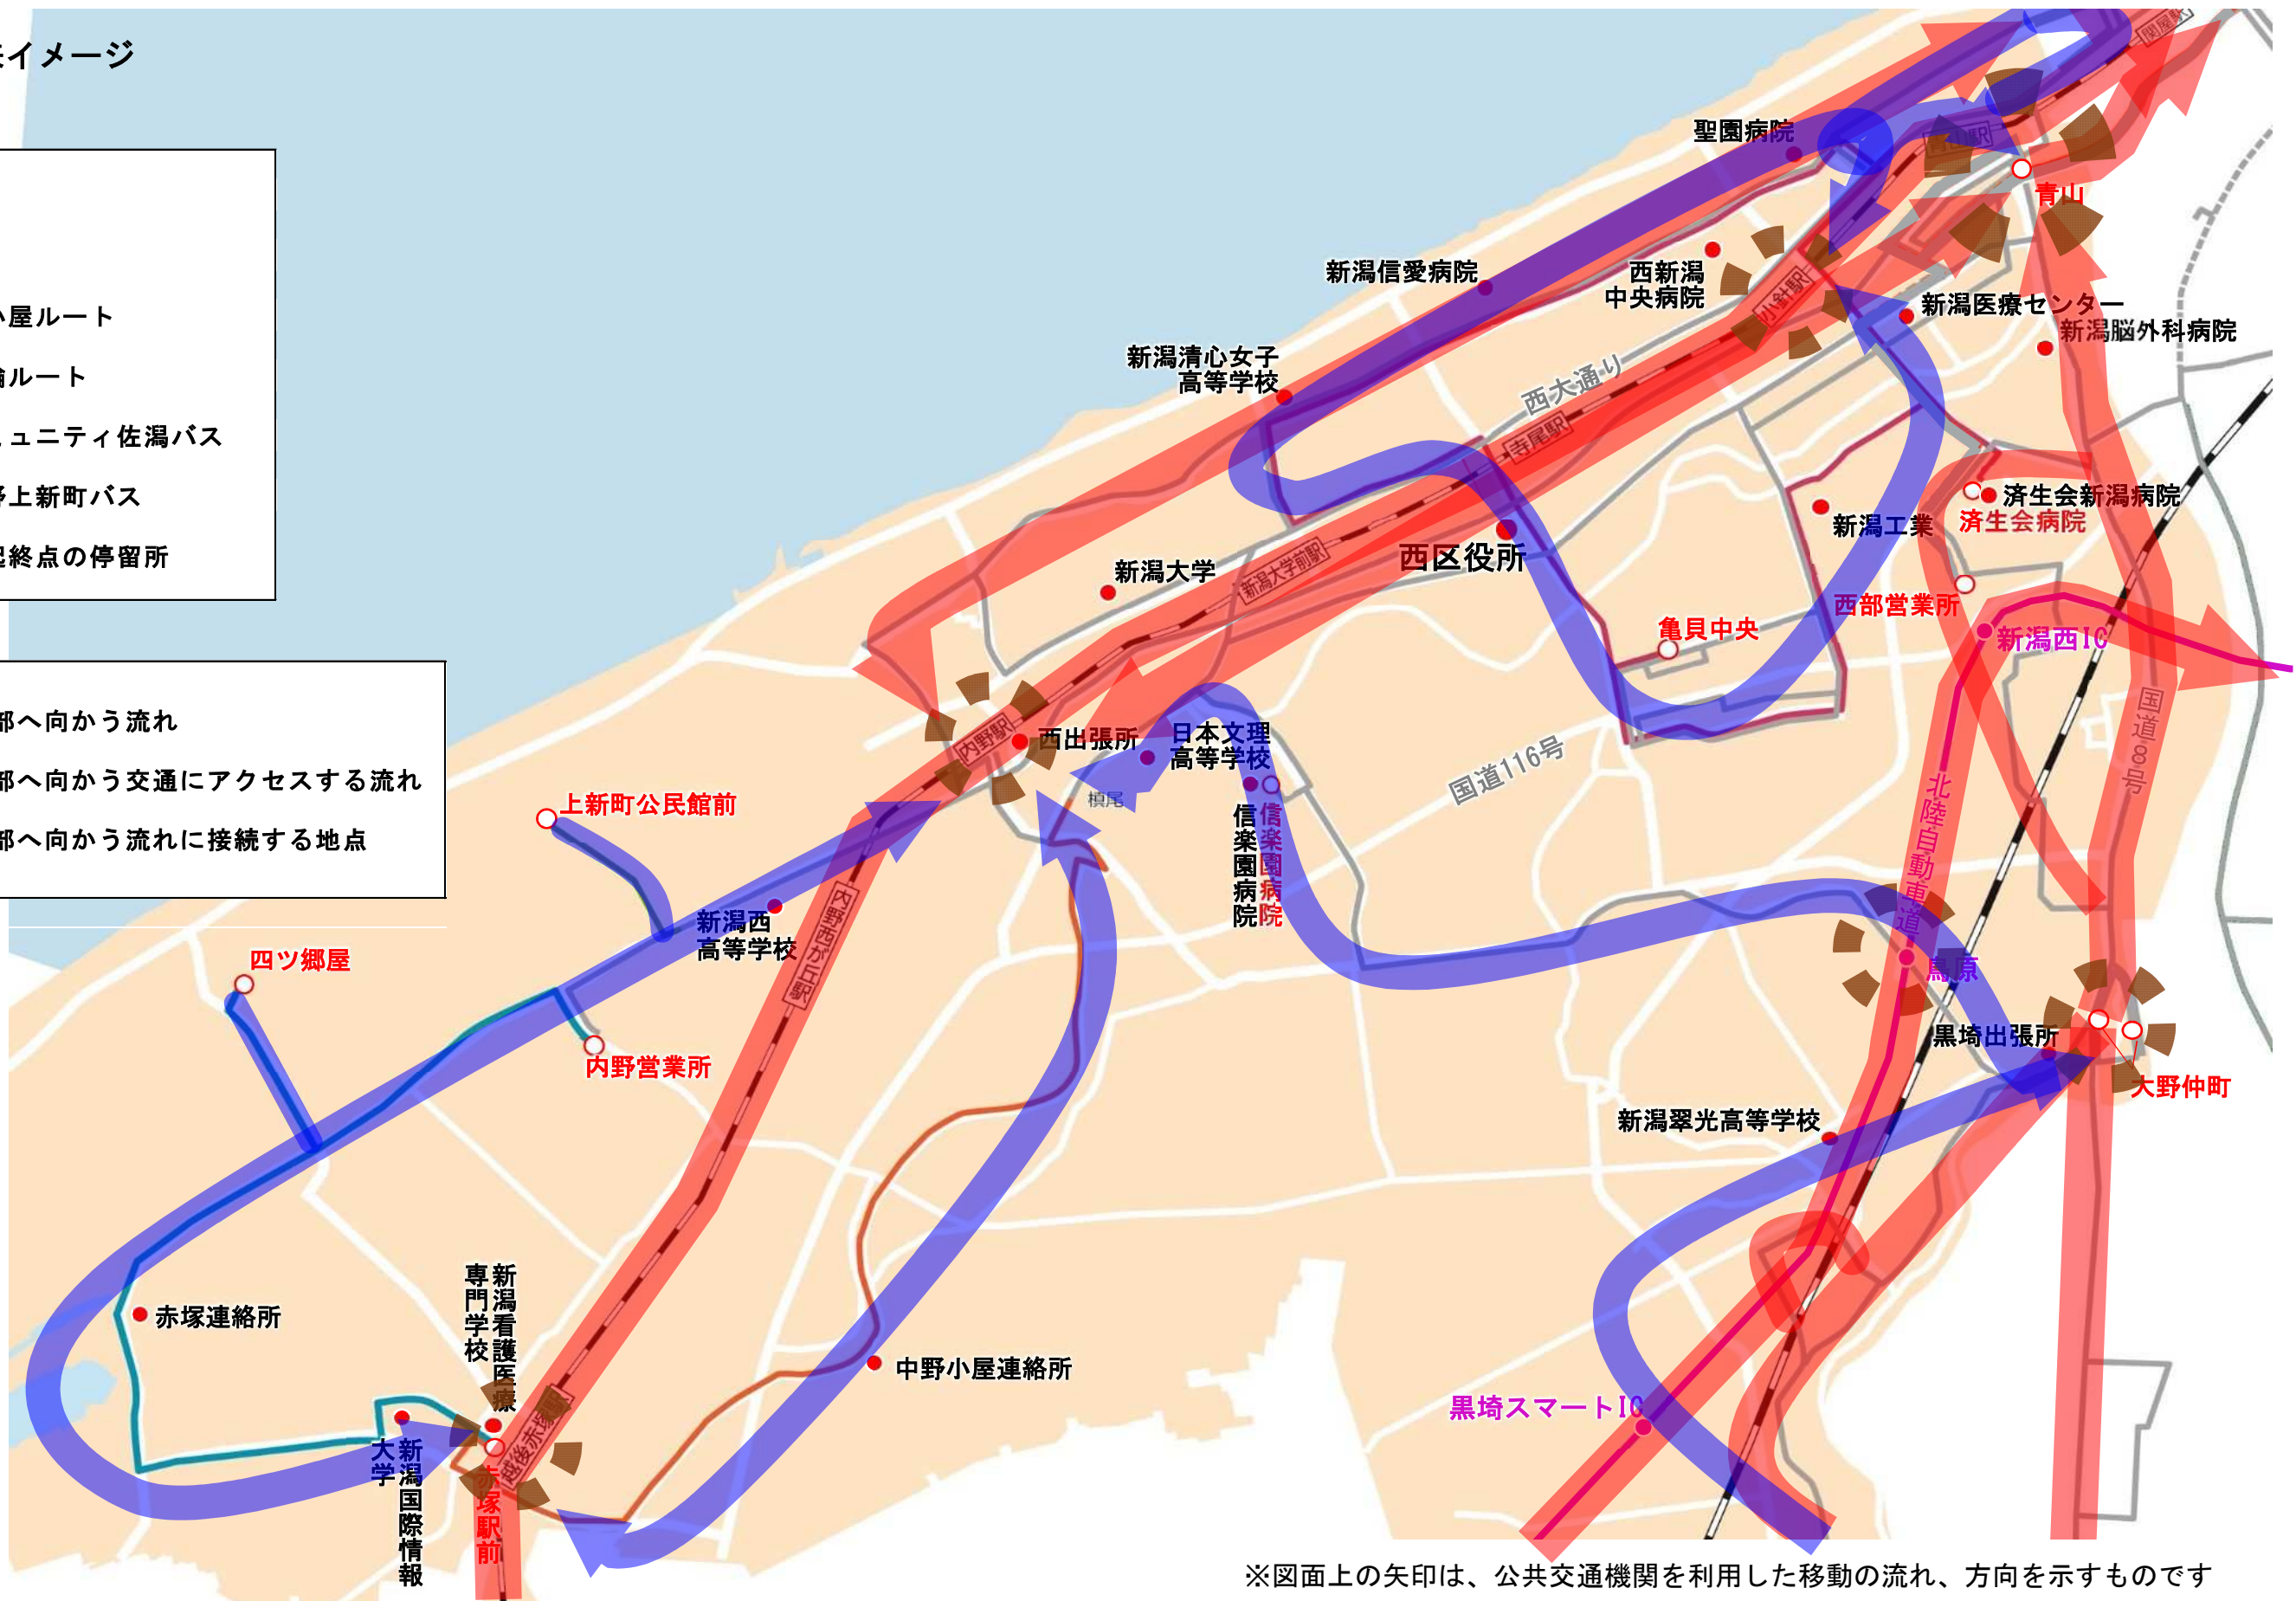 イメージ
屋ルート
ルート
ュニティ佐潟バス
上新町バス
起終点の停留所
部へ向かう流れ
部へ向かう交通にアクセスする流れ
部へ向かう流れに接続する地点
関屋駅
聖園病院
青山駅
青山
新潟信愛病院
西新潟
中央病院
小針駅
新潟医療センター
新潟脳外科病院
新潟清心女子
高等学校
西大通り
寺尾駅
済生会新潟病院
済生会病院
新潟工業
西区役所
新潟大学前駅
新潟大学
西部営業所
亀貝中央
新潟西IC
国道8号
内野駅
西出張所
日本文理
高等学校
槙尾
国道116号
北陸自動車道
信楽園病院
信楽園病院
上新町公民館前
新潟西
高等学校
内野西が丘駅
四ツ郷屋
内野営業所
鳥原
黒埼出張所
大野仲町
新潟翠光高等学校
赤塚連絡所
新潟看護医療
専門学校
中野小屋連絡所
越後赤塚駅
黒埼スマートIC
新潟国際情報
大学
赤塚駅前
※図面上の矢印は、公共交通機関を利用した移動の流れ、方向を示すものです